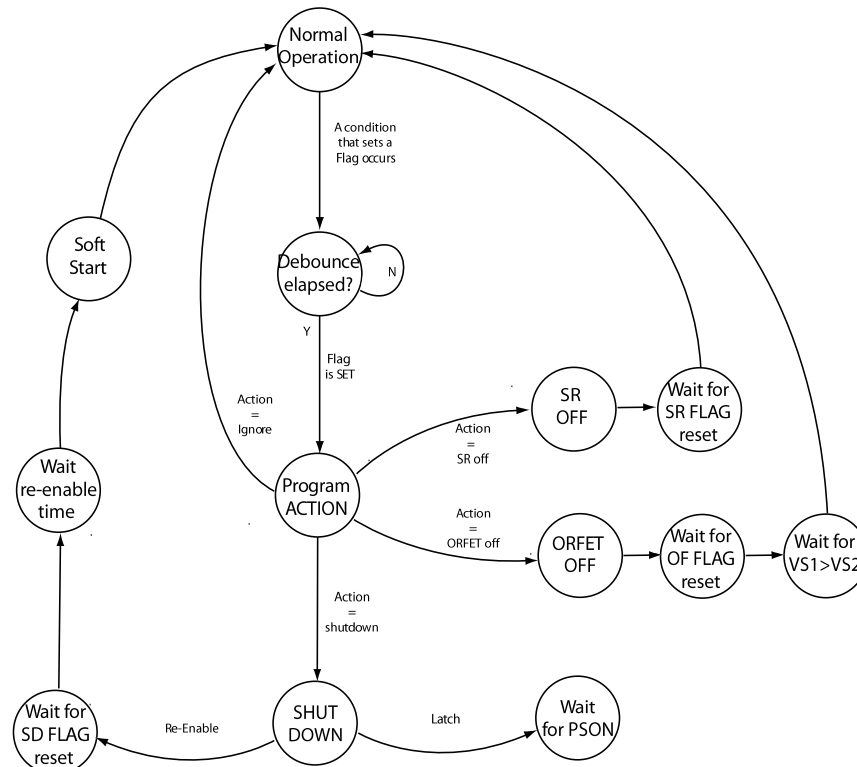 Normal
Operation
A condition
that sets a
Flag occurs
Soft
Start
Debounce
elapsed?
N
Y
Flag
is SET
Action
=
Ignore
SR
OFF
Wait for
SR FLAG
reset
Action
=
SR off
Wait
re-enable
time
Program
ACTION
Action
=
ORFET off
ORFET
OFF
Wait for
OF FLAG
reset
Wait for
VS1>VS2
Action
=
shutdown
Wait for
SD FLAG
reset
Re-Enable
SHUT
DOWN
Latch
Wait
for PSON